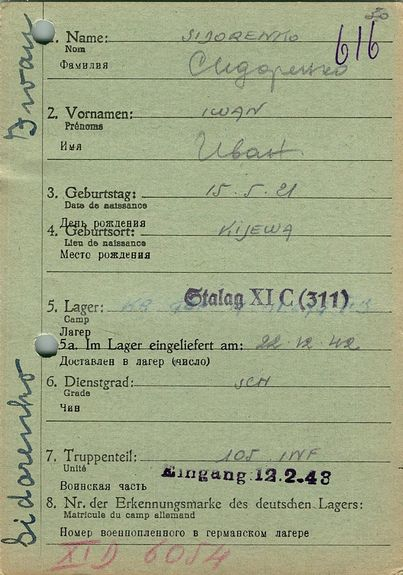 50
616
1. Name: SIDORENKO
Nom
Фамилия Сидоренко
2. Vornamen: IWAN
Prénoms
Имя Иван
3. Geburtstag: 15.5.21
Date de naissance
День рождения
4. Geburtsort: KIJEWA
Lieu de naissance
Место рождения
5. Lager: Stalag XI C (311)
Camp
Лагерь
5a. Im Lager eingeliefert am: 22.12.42
Доставлен в лагер (число)
6. Dienstgrad: SCH
Grade
Чин
7. Truppenteil: 105 INF
Unité
Eingang 12.2.43
Воинская часть
8. Nr. der Erkennungsmarke des deutschen Lagers:
Matricule du camp allemand
Номер военнопленного в германском лагере
XI D 6054
Sidorenko Iwan